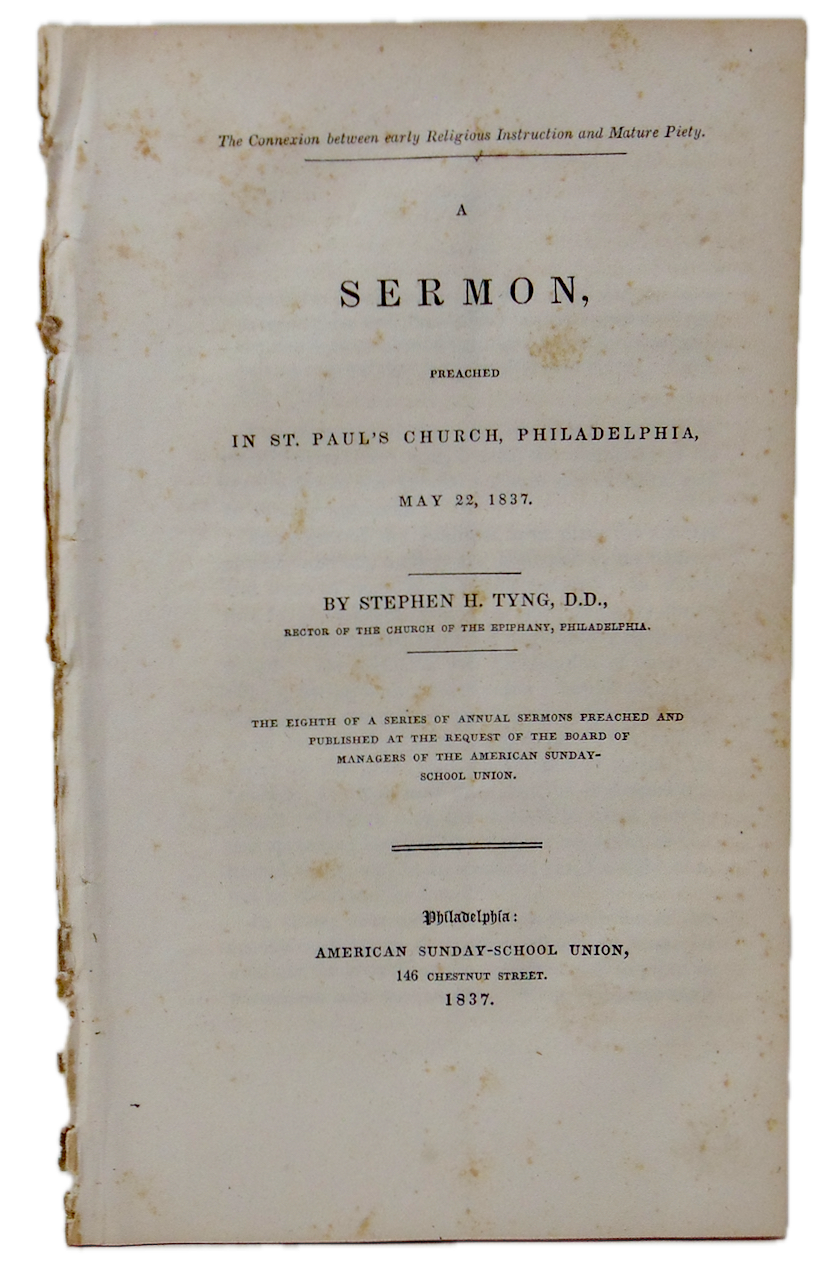 The Connexion between early Religious Instruction and Mature Piety.
A
SERMON,
PREACHED
IN ST. PAUL'S CHURCH, PHILADELPHIA,
MAY 22, 1837.
BY STEPHEN H. TYNG, D.D.,
RECTOR OF THE CHURCH OF THE EPIPHANY, PHILADELPHIA.
THE EIGHTH OF A SERIES OF ANNUAL SERMONS PREACHED AND
PUBLISHED AT THE REQUEST OF THE BOARD OF
MANAGERS OF THE AMERICAN SUNDAY-
SCHOOL UNION.
Philadelphia:
AMERICAN SUNDAY-SCHOOL UNION,
146 CHESTNUT STREET.
1837.